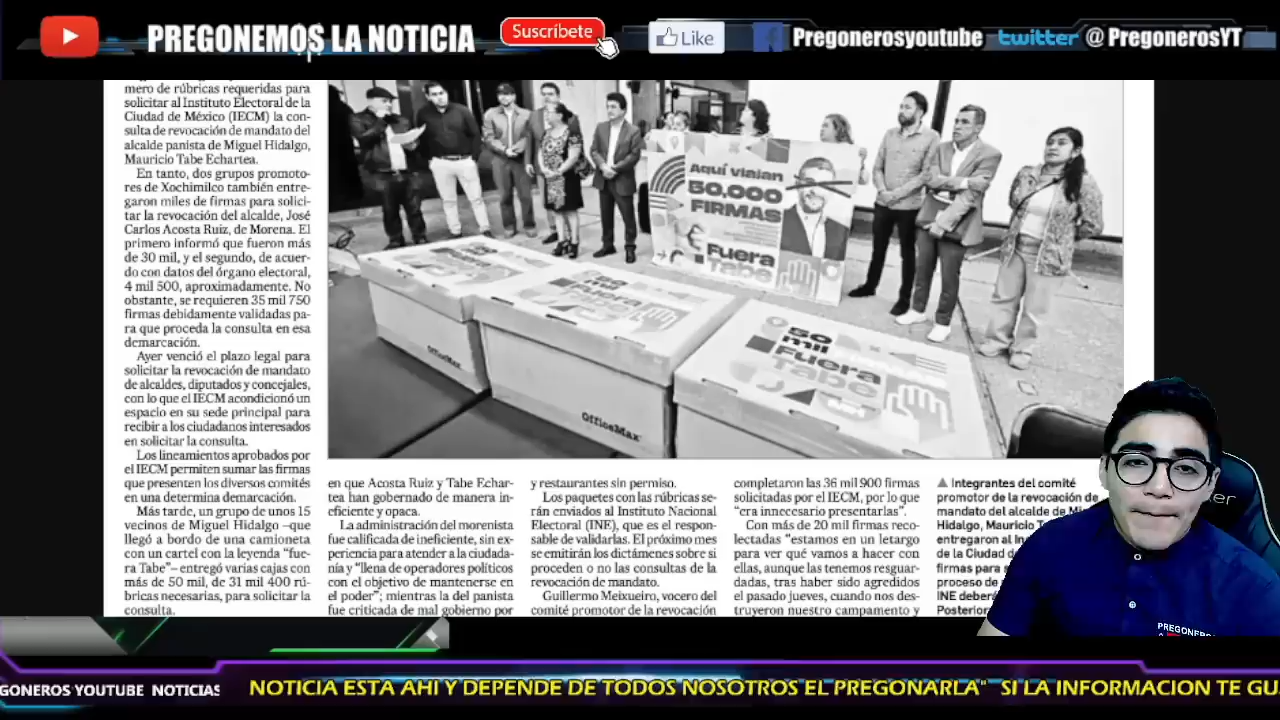 PREGONEMOS LA NOTICIA
Suscríbete
Like
Pregonerosyoutube
twitter @PregonerosYT
mero de rúbricas requeridas para
solicitar al Instituto Electoral de la
Ciudad de México (IECM) la con-
sulta de revocación de mandato del
alcalde panista de Miguel Hidalgo,
Mauricio Tabe Echartea.
En tanto, dos grupos promoto-
res de Xochimilco también entre-
garon miles de firmas para solici-
tar la revocación del alcalde, José
Carlos Acosta Ruiz, de Morena. El
primero informó que fueron más
de 30 mil, y el segundo, de acuer-
do con datos del órgano electoral,
4 mil 500, aproximadamente. No
obstante, se requieren 35 mil 750
firmas debidamente validadas pa-
ra que proceda la consulta en esa
demarcación.
Ayer venció el plazo legal para
solicitar la revocación de mandato
de alcaldes, diputados y concejales,
con lo que el IECM acondicionó un
espacio en su sede principal para
recibir a los ciudadanos interesados
en solicitar la consulta.
Los lineamientos aprobados por
el IECM permiten sumar las firmas
que presenten los diversos comités
en una determina demarcación.
Más tarde, un grupo de unos 15
vecinos de Miguel Hidalgo –que
llegó a bordo de una camioneta
con un cartel con la leyenda “fue-
ra Tabe”– entregó varias cajas con
más de 50 mil, de 31 mil 400 rú-
bricas necesarias, para solicitar la
consulta.
Aquí viajan
50.000
FIRMAS
Fuera
Tabe
mil
Fuera
OfficeMax
mil
Fuera
OfficeMax
50
mil
Fuera
Tabe
en que Acosta Ruiz y Tabe Echar-
tea han gobernado de manera in-
eficiente y opaca.
La administración del morenista
fue calificada de ineficiente, sin ex-
periencia para atender a la ciudada-
nía y “llena de operadores políticos
con el objetivo de mantenerse en
el poder”; mientras la del panista
fue criticada de mal gobierno por
y restaurantes sin permiso.
Los paquetes con las rúbricas se-
rán enviados al Instituto Nacional
Electoral (INE), que es el respon-
sable de validarlas. El próximo mes
se emitirán los dictámenes sobre si
proceden o no las consultas de la
revocación de mandato.
Guillermo Meixueiro, vocero del
comité promotor de la revocación
completaron las 36 mil 900 firmas
solicitadas por el IECM, por lo que
“era innecesario presentarlas”.
Con más de 20 mil firmas reco-
lectadas “estamos en un letargo
para ver qué vamos a hacer con
ellas, aunque las tenemos resguar-
dadas, tras haber sido agredidos
el pasado jueves, cuando nos des-
truyeron nuestro campamento y
▲ Integrantes del comité
promotor de la revocación de
mandato del alcalde de Mi
Hidalgo, Mauricio
entregaron al
de la Ciudad
firmas para
proceso de
INE deber
Posterior
PREGONER
GONEROS YOUTUBE NOTICIAS
NOTICIA ESTA AHI Y DEPENDE DE TODOS NOSOTROS EL PREGONARLA" SI LA INFORMACION TE GU